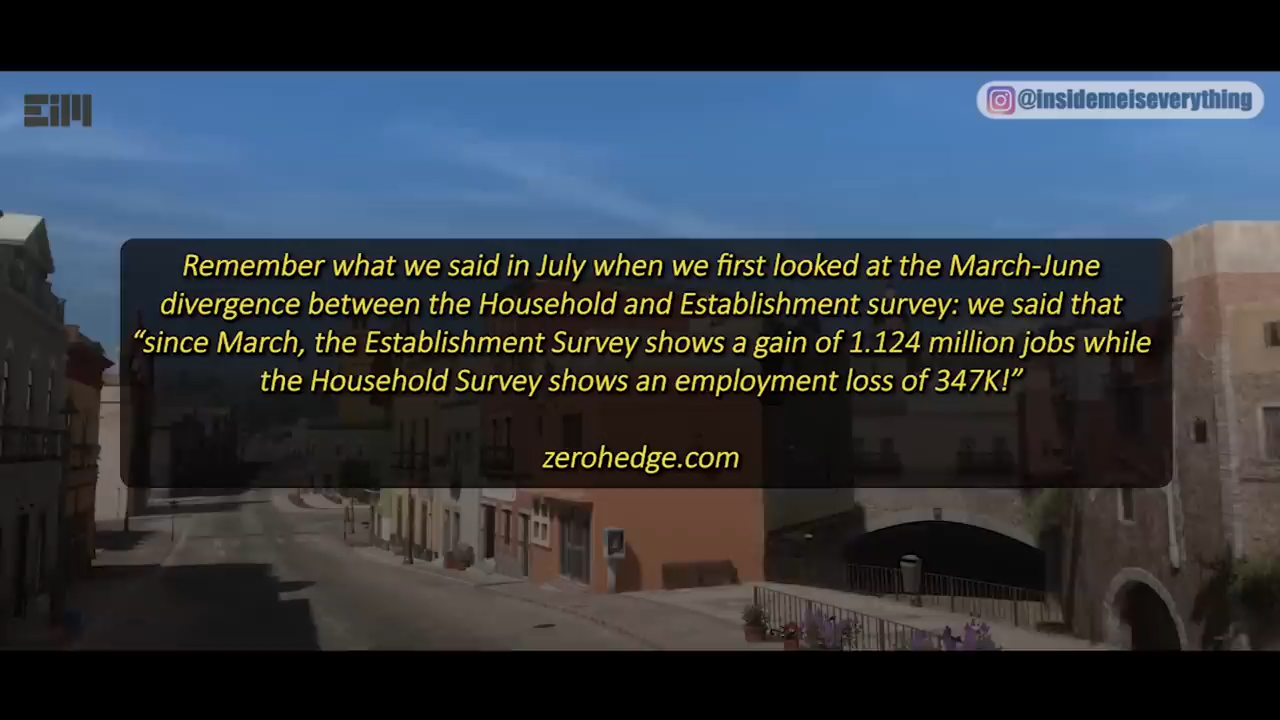 EiM
@insidemeiseverything
Remember what we said in July when we first looked at the March-June
divergence between the Household and Establishment survey: we said that
“since March, the Establishment Survey shows a gain of 1.124 million jobs while
the Household Survey shows an employment loss of 347K!”
zerohedge.com